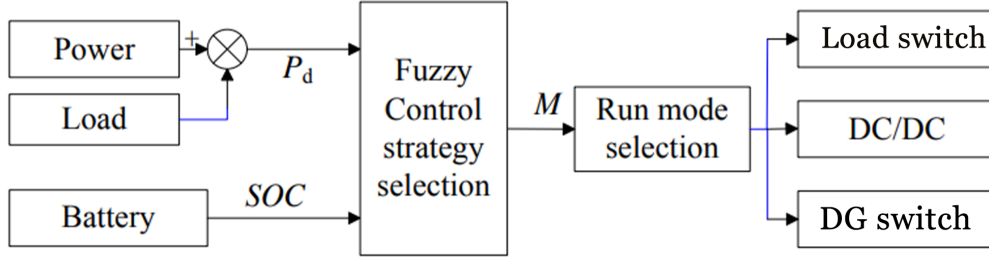 Power
+
P_d
Load
Battery
SOC
Fuzzy
Control
strategy
selection
M
Run mode
selection
Load switch
DC/DC
DG switch